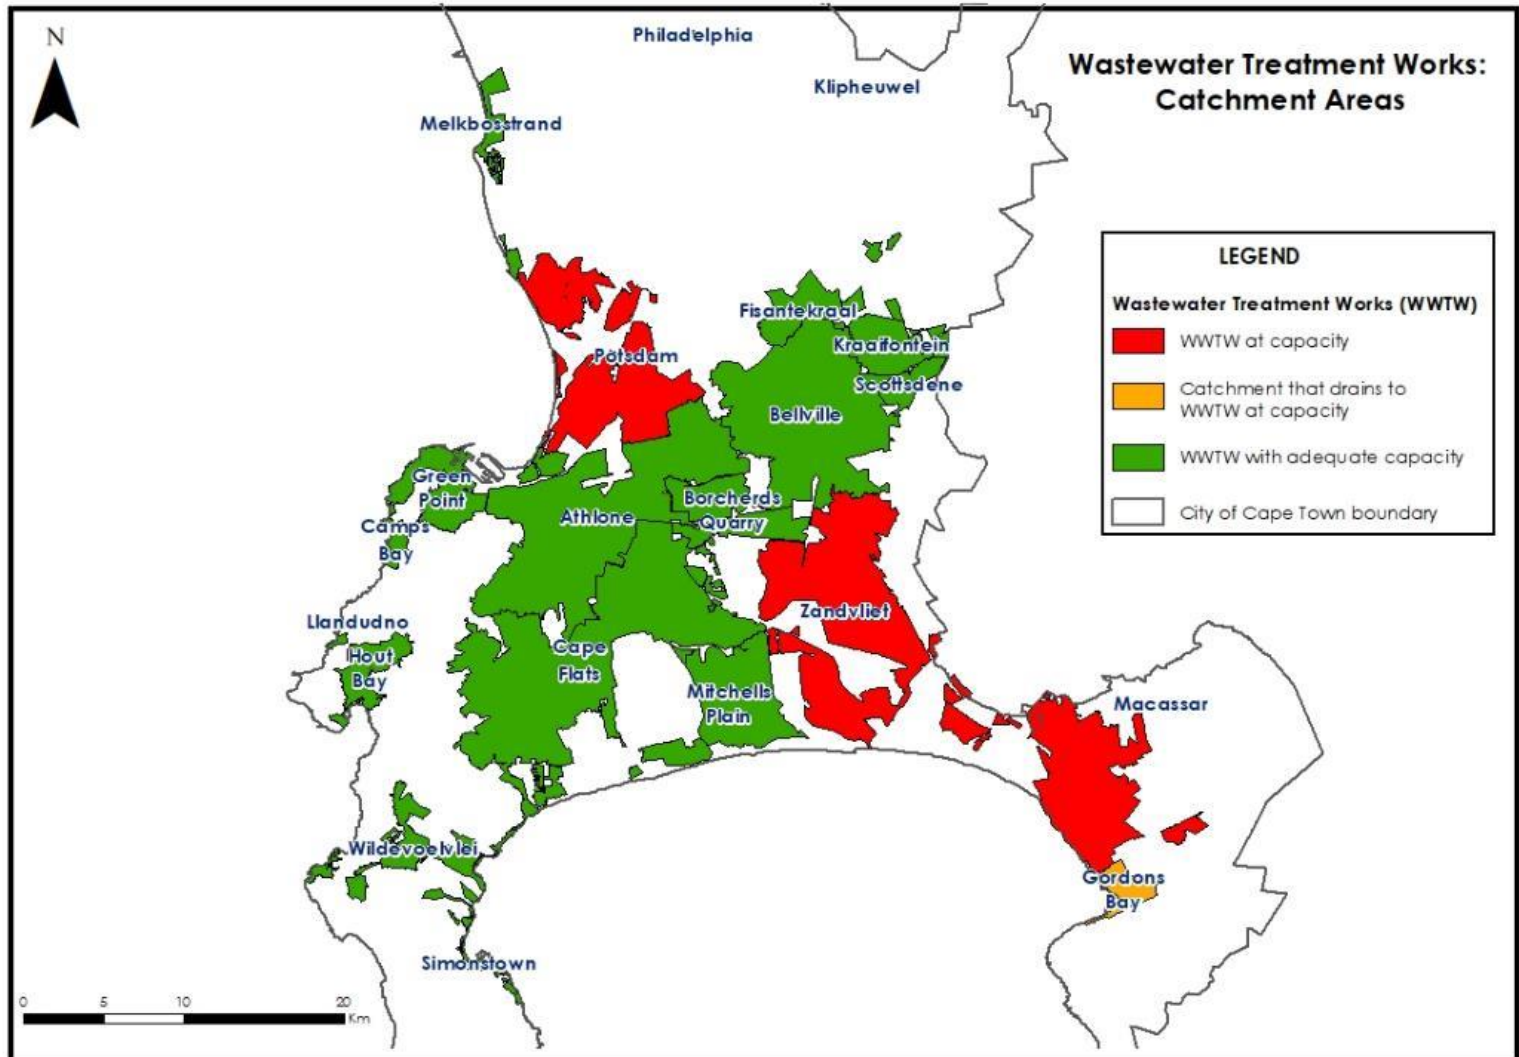 N
Philadelphia
Klipheuwel
Wastewater Treatment Works:
Catchment Areas
Melkbosstrand
LEGEND
Wastewater Treatment Works (WWTW)
WWTW at capacity
Catchment that drains to
WWTW at capacity
WWTW with adequate capacity
City of Cape Town boundary
Fisantekraal
Kraaifontein
Potsdam
Scottsdene
Bellville
Green
Point
Borcherds
Quarry
Athlone
Camps
Bay
Zandvliet
Llandudno
Hout
Bay
Cape
Flats
Mitchells
Plain
Macassar
Wildevoelvlei
Gordons
Bay
Simonstown
0 5 10 20
Km